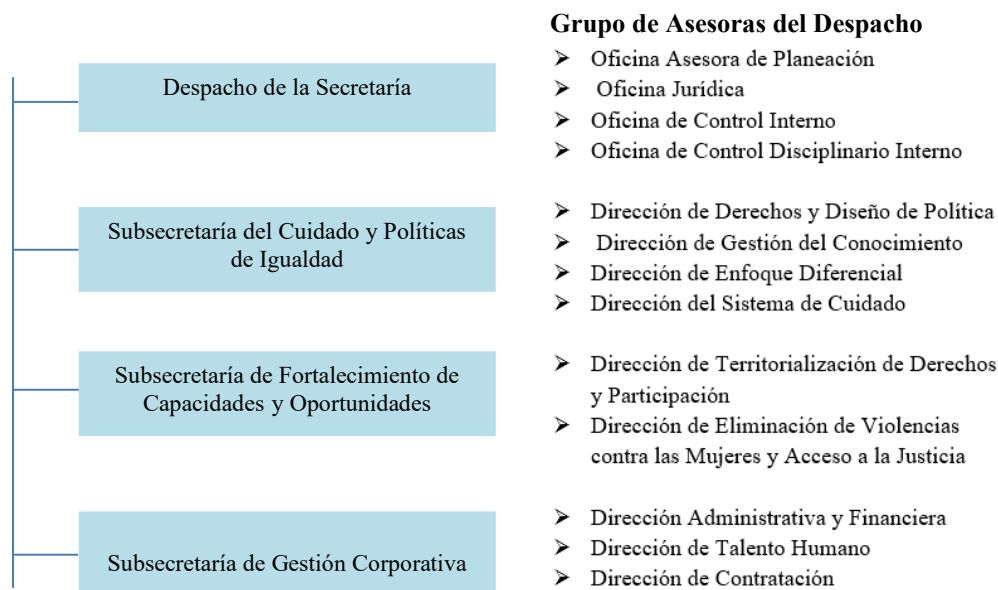 Grupo de Asesoras del Despacho
Despacho de la Secretaría
➢ Oficina Asesora de Planeación
➢ Oficina Jurídica
➢ Oficina de Control Interno
➢ Oficina de Control Disciplinario Interno
Subsecretaría del Cuidado y Políticas
de Igualdad
➢ Dirección de Derechos y Diseño de Política
➢ Dirección de Gestión del Conocimiento
➢ Dirección de Enfoque Diferencial
➢ Dirección del Sistema de Cuidado
Subsecretaría de Fortalecimiento de
Capacidades y Oportunidades
➢ Dirección de Territorialización de Derechos
y Participación
➢ Dirección de Eliminación de Violencias
contra las Mujeres y Acceso a la Justicia
Subsecretaría de Gestión Corporativa
➢ Dirección Administrativa y Financiera
➢ Dirección de Talento Humano
➢ Dirección de Contratación